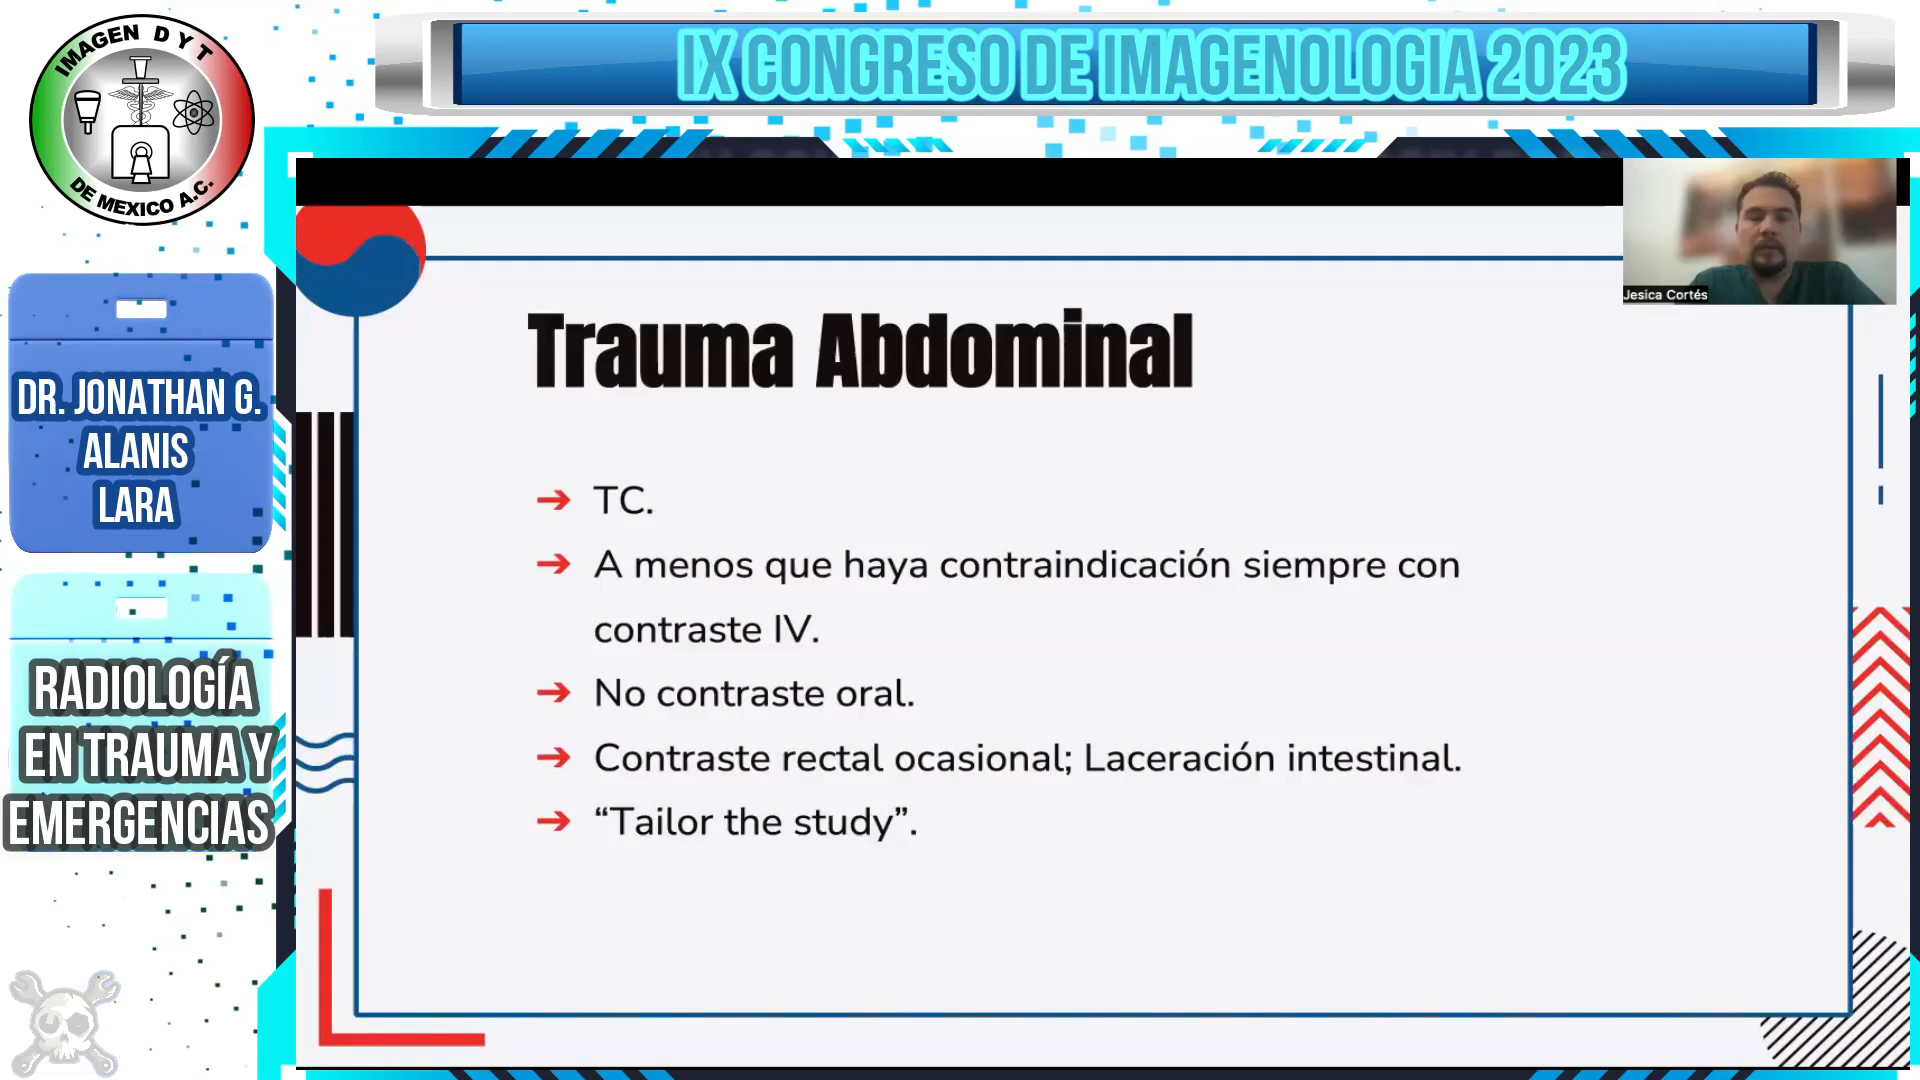 IMAGEN D Y T
DE MEXICO A.C.
IX CONGRESO DE IMAGENOLOGIA 2023
DR. JONATHAN G.
ALANIS
LARA
RADIOLOGÍA
EN TRAUMA Y
EMERGENCIAS
Jesica Cortés
Trauma Abdominal
➔ TC.
➔ A menos que haya contraindicación siempre con
contraste IV.
➔ No contraste oral.
➔ Contraste rectal ocasional; Laceración intestinal.
➔ “Tailor the study”.